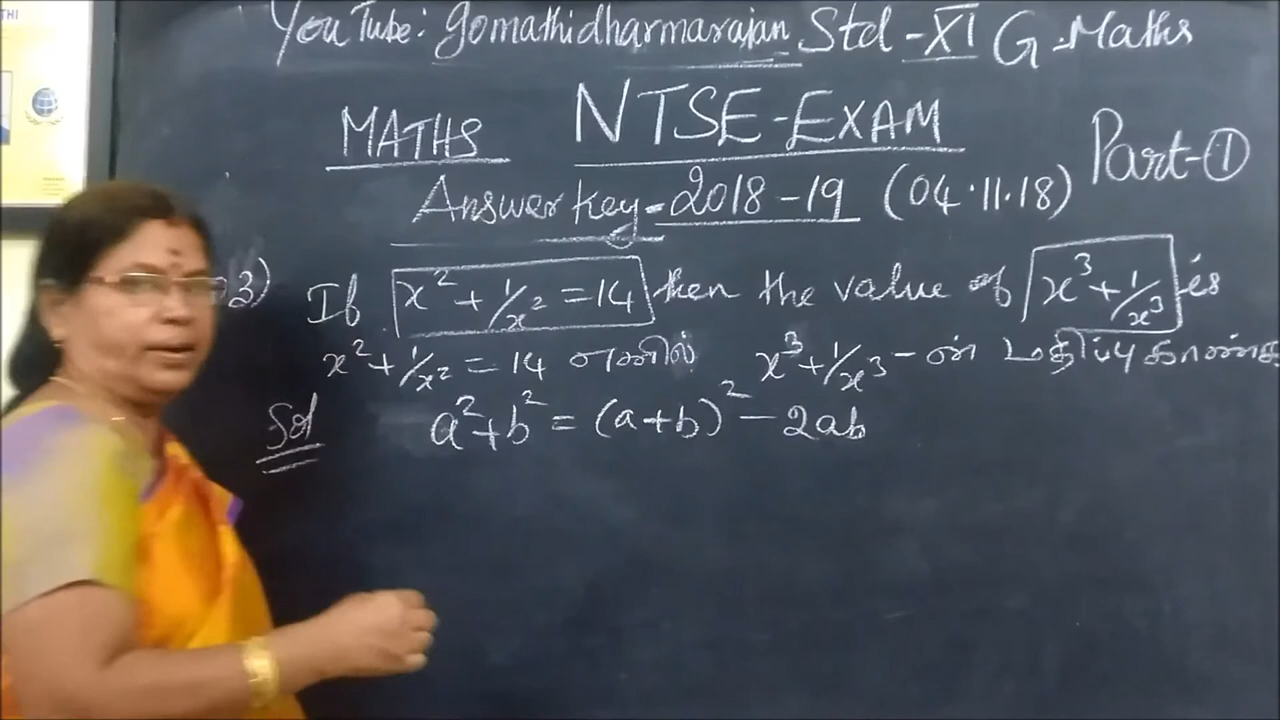 YouTube: gomathidharmarajan Std - XI G - Maths
MATHS NTSE - EXAM
Part - ①
Answer Key - 2018 - 19 (04.11.18)
3) If x² + 1/x² = 14 then the value of x³ + 1/x³ is
x² + 1/x² = 14 எனில் x³ + 1/x³ - ன் மதிப்பு காண்க
Sol a² + b² = (a+b)² - 2ab